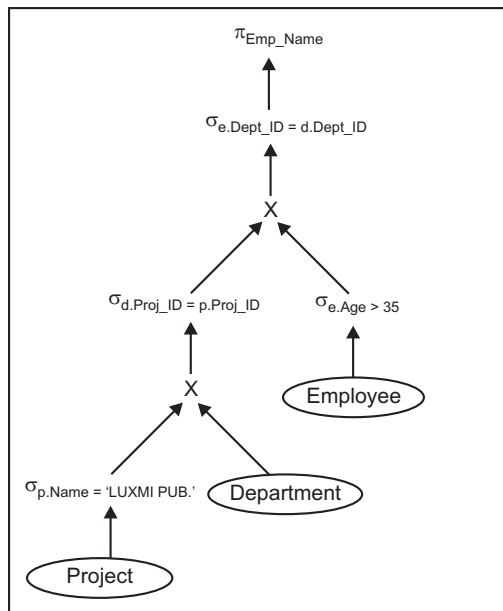 πEmp_Name
σe.Dept_ID = d.Dept_ID
X
σd.Proj_ID = p.Proj_ID
σe.Age > 35
X
Employee
σp.Name = ‘LUXMI PUB.’
Department
Project